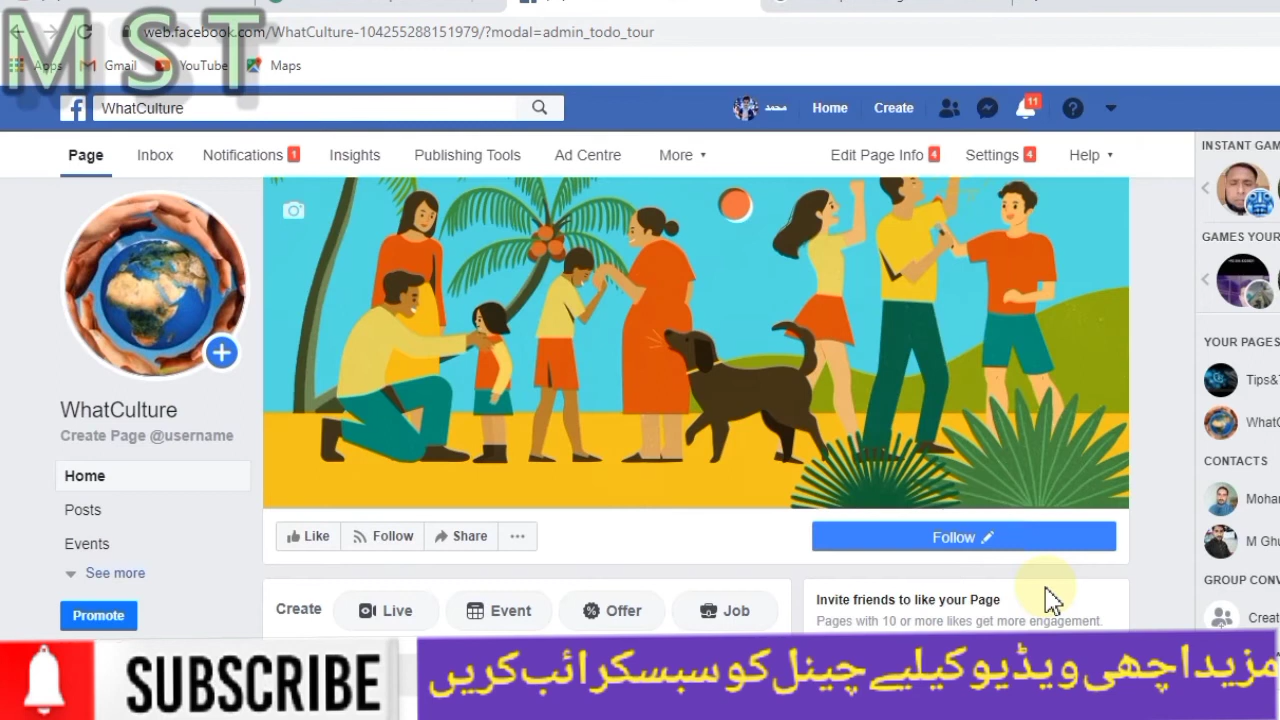 MST
web.facebook.com/WhatCulture-104255288151979/?modal=admin_todo_tour
Apps Gmail YouTube Maps
WhatCulture محمد Home Create 11
Page Inbox Notifications 1 Insights Publishing Tools Ad Centre More Edit Page Info 4 Settings 4 Help
INSTANT GAM
GAMES YOUR
YOUR PAGES
Tips&
WhatC
CONTACTS
Mohan
M Ghu
GROUP CONV
Creat
WhatCulture
Create Page @username
Home
Posts
Events
See more
Promote
Like Follow Share ... Follow
Create Live Event Offer Job
Invite friends to like your Page
Pages with 10 or more likes get more engagement.
SUBSCRIBE
مزید اچھی ویڈیو کیلیے چینل کو سبسکرائب کریں